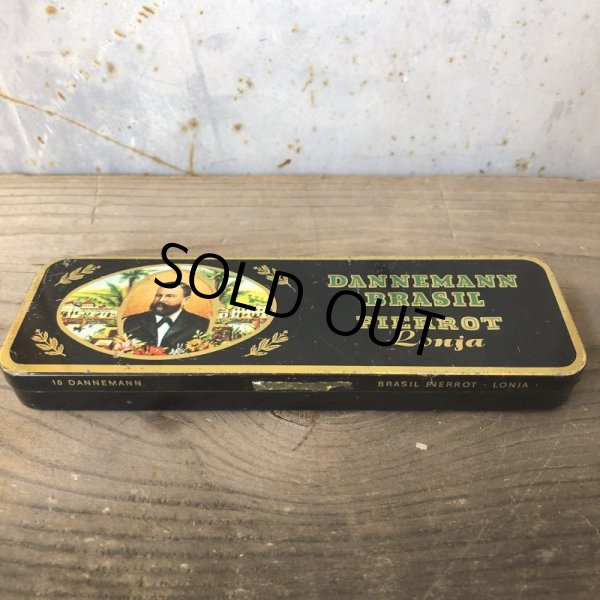 SOLD OUT
DANNEMANN
BRASIL
PIERROT
Lonja
10 DANNEMANN
BRASIL PIERROT · LONJA ·